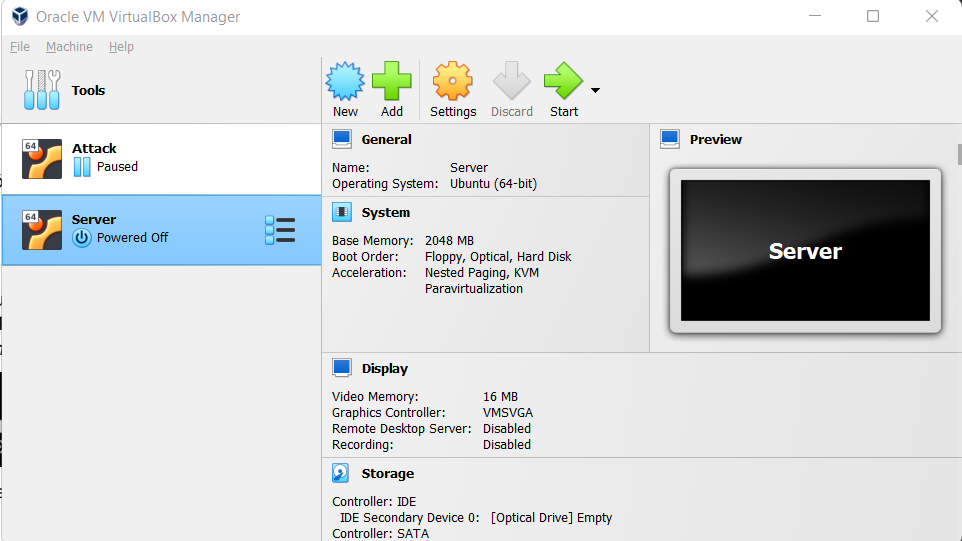 Oracle VM VirtualBox Manager
File Machine Help
Tools
New Add Settings Discard Start
64
Attack
Paused
64
Server
Powered Off
General
Name: Server
Operating System: Ubuntu (64-bit)
System
Base Memory: 2048 MB
Boot Order: Floppy, Optical, Hard Disk
Acceleration: Nested Paging, KVM
Paravirtualization
Preview
Server
Display
Video Memory: 16 MB
Graphics Controller: VMSVGA
Remote Desktop Server: Disabled
Recording: Disabled
Storage
Controller: IDE
IDE Secondary Device 0: [Optical Drive] Empty
Controller: SATA